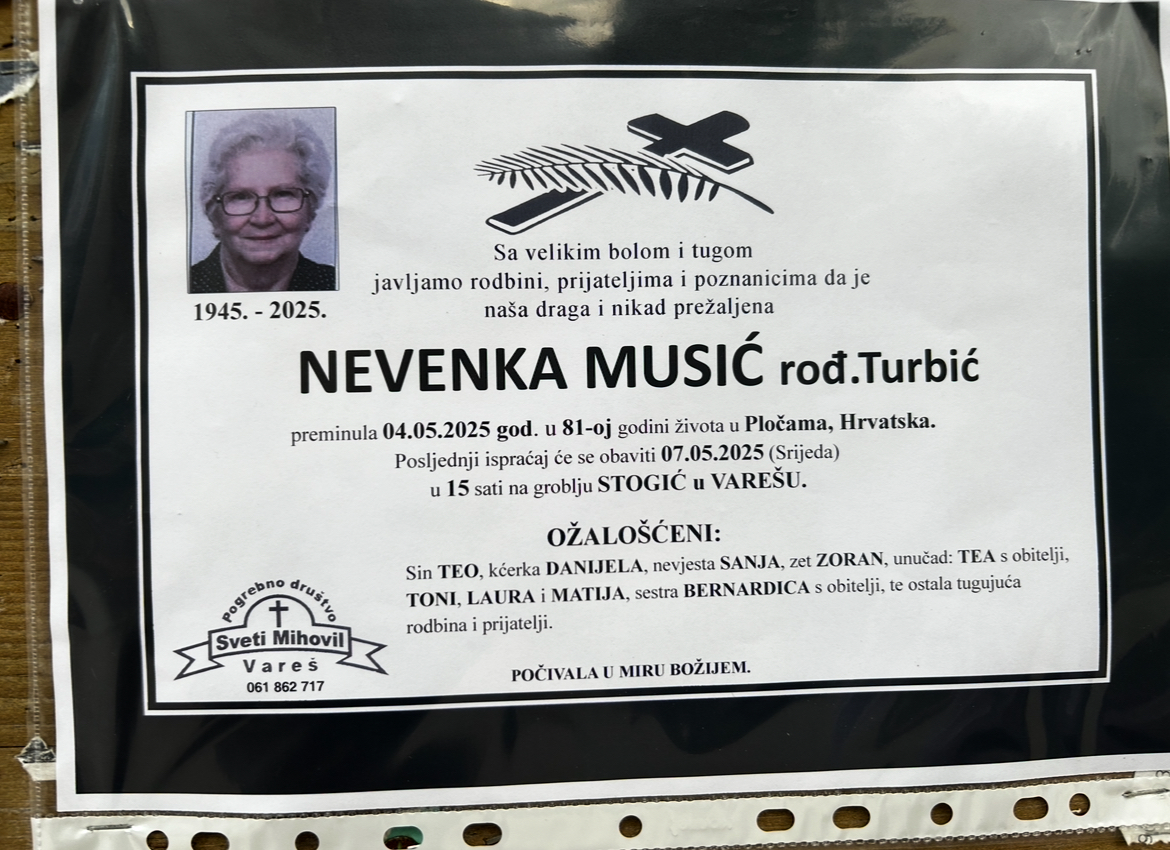 1945. - 2025.
Sa velikim bolom i tugom
javljamo rodbini, prijateljima i poznanicima da je
naša draga i nikad prežaljena
NEVENKA MUSIĆ rođ.Turbić
preminula 04.05.2025 god. u 81-oj godini života u Pločama, Hrvatska.
Posljednji ispraćaj će se obaviti 07.05.2025 (Srijeda)
u 15 sati na groblju STOGIĆ u VAREŠU.
OŽALOŠĆENI:
Sin TEO, kćerka DANIJELA, nevjesta SANJA, zet ZORAN, unučad: TEA s obitelji,
TONI, LAURA i MATIJA, sestra BERNARDICA s obitelji, te ostala tugujuća
rodbina i prijatelji.
POČIVALA U MIRU BOŽIJEM.
Pogrebno društvo
Sveti Mihovil
Vareš
061 862 717